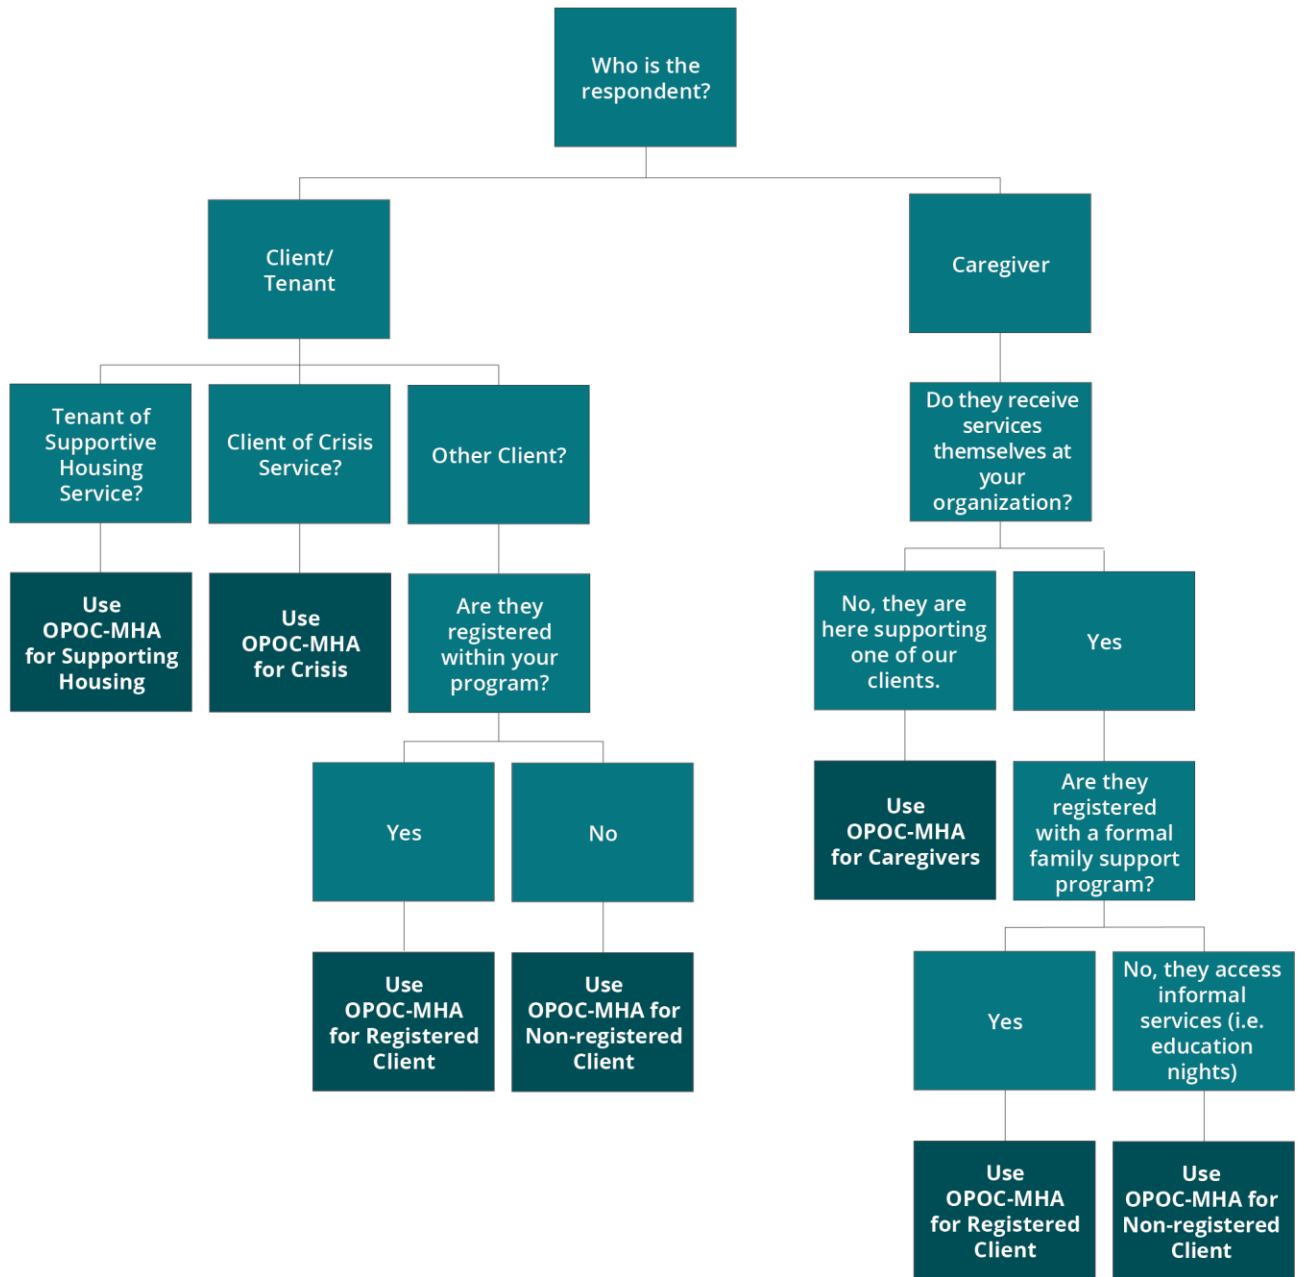 Who is the
respondent?
Client/
Tenant
Caregiver
Tenant of
Supportive
Housing
Service?
Client of Crisis
Service?
Other Client?
Do they receive
services
themselves at
your
organization?
Use
OPOC-MHA
for Supporting
Housing
Use
OPOC-MHA
for Crisis
Are they
registered
within your
program?
No, they are
here supporting
one of our
clients.
Yes
Yes
No
Use
OPOC-MHA
for Caregivers
Are they
registered
with a formal
family support
program?
Use
OPOC-MHA
for Registered
Client
Use
OPOC-MHA for
Non-registered
Client
Yes
No, they access
informal
services (i.e.
education
nights)
Use
OPOC-MHA
for Registered
Client
Use
OPOC-MHA for
Non-registered
Client